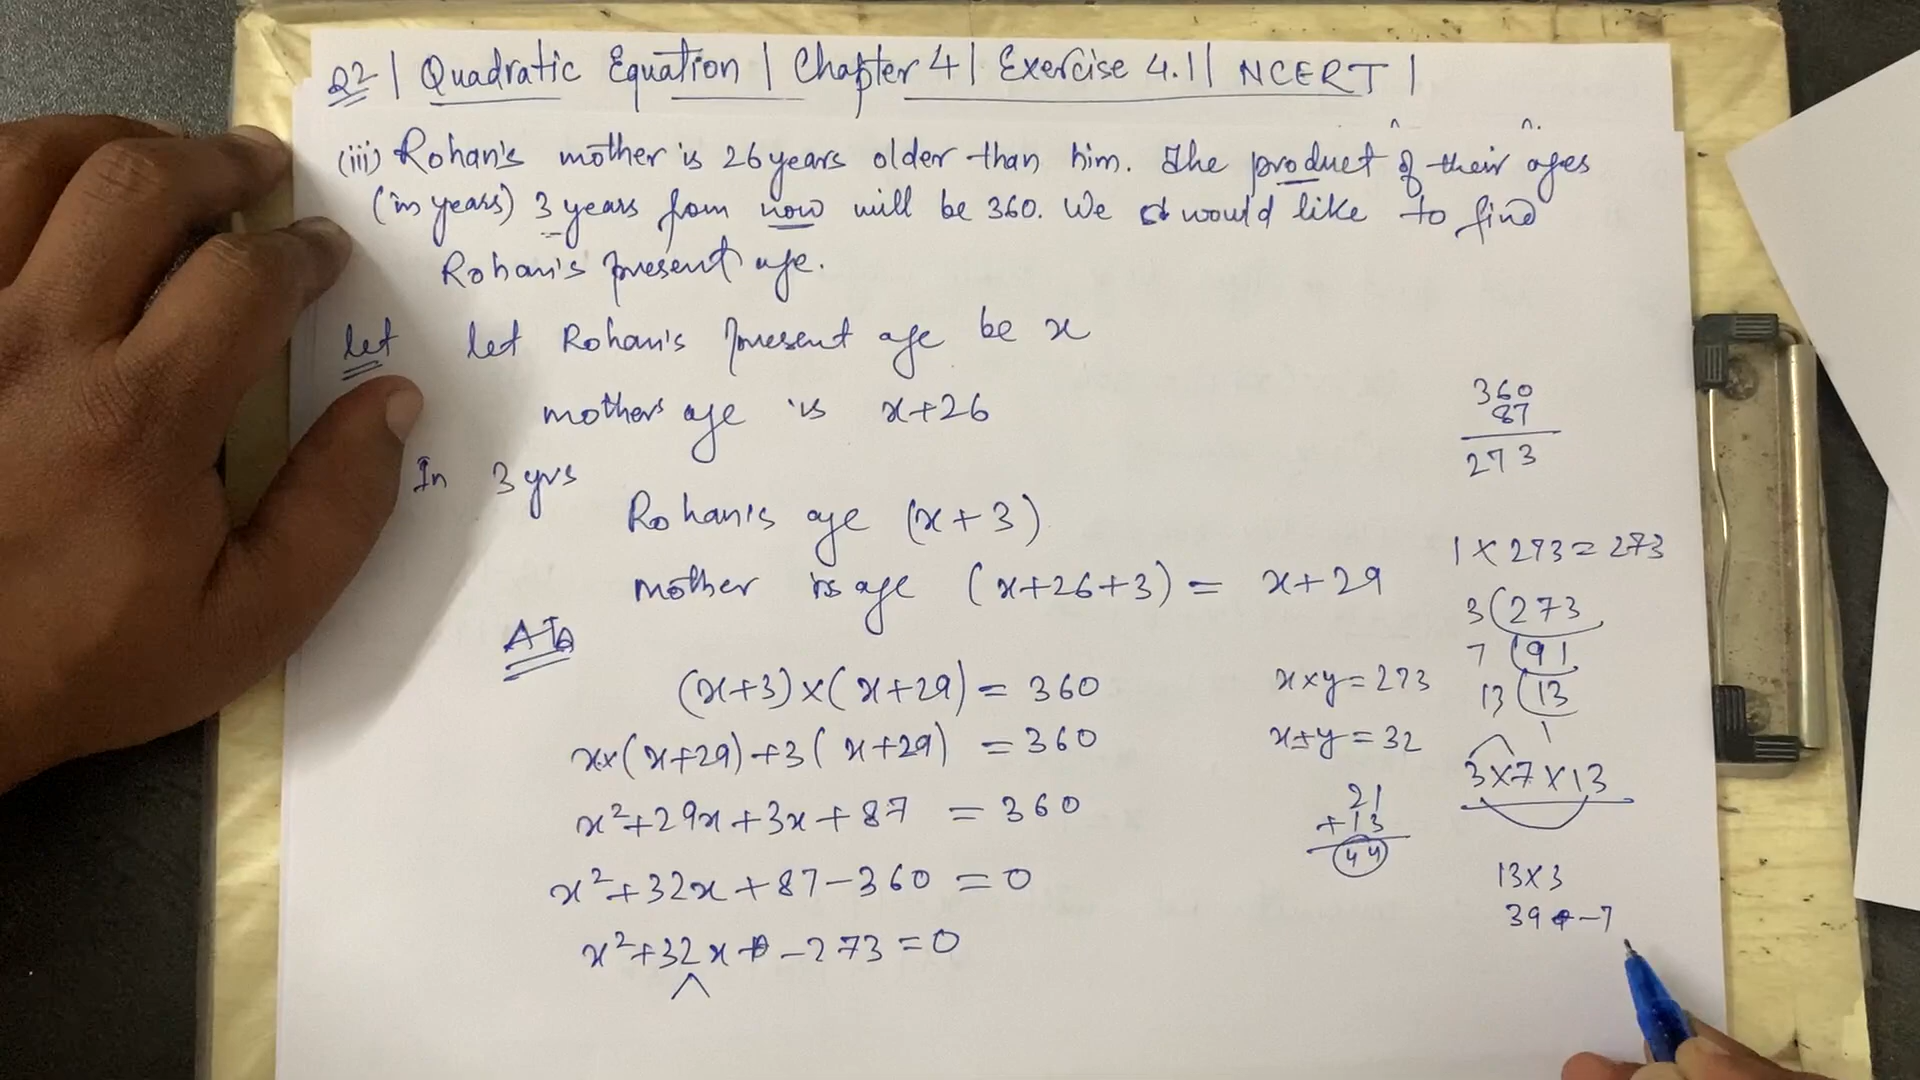 Q2 | Quadratic Equation | Chapter 4 | Exercise 4.1 | NCERT |
(iii) Rohan's mother is 26 years older than him. The product of their ages
(in years) 3 years from now will be 360. We would like to find
Rohan's present age.
let let Rohan's present age be x
mother's age is x+26
In 3 yrs
Rohan's age (x+3)
mother is age (x+26+3) = x+29
ATQ
(x+3)×(x+29) = 360
x×(x+29)+3(x+29) = 360
x²+29x+3x+87 = 360
x²+32x+87-360 = 0
x²+32x -273 = 0
360
87
273
1×273=273
3(273
7(91
13(13
1
3×7×13
x×y=273
x+y=32
21
+13
44
13×3
39 -7